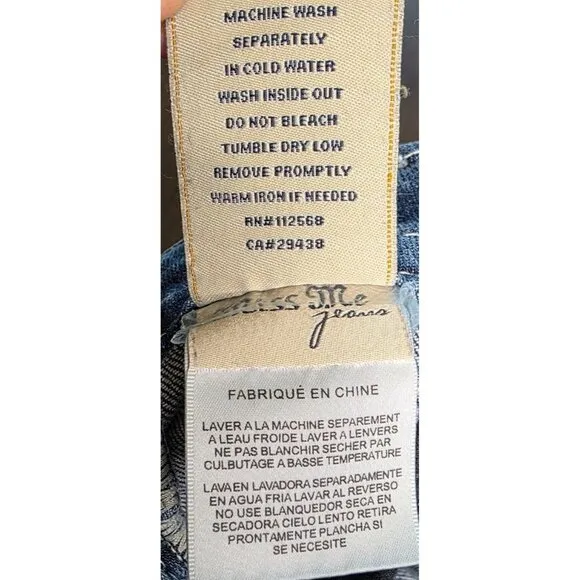 MACHINE WASH
SEPARATELY
IN COLD WATER
WASH INSIDE OUT
DO NOT BLEACH
TUMBLE DRY LOW
REMOVE PROMPTLY
WARM IRON IF NEEDED
RN#112568
CA#29438
Miss Me
jeans
FABRIQUÉ EN CHINE
LAVER A LA MACHINE SEPAREMENT
A LEAU FROIDE LAVER A LENVERS
NE PAS BLANCHIR SECHER PAR
CULBUTAGE A BASSE TEMPERATURE
LAVA EN LAVADORA SEPARADAMENTE
EN AGUA FRIA LAVAR AL REVERSO
NO USE BLANQUEDOR SECA EN
SECADORA CIELO LENTO RETIRA
PRONTAMENTE PLANCHA SI
SE NECESITE